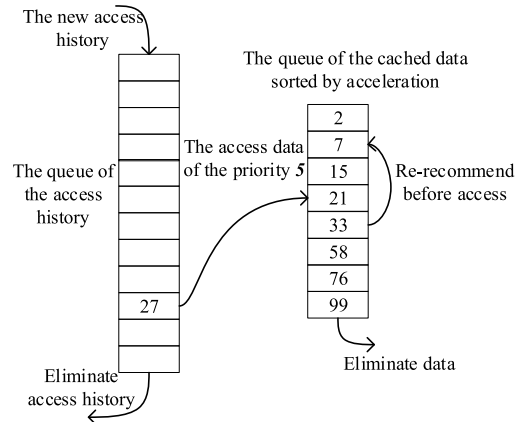 The new access
history
The queue of the cached data
sorted by acceleration
The queue of
the access
history
27
The access data
of the priority 5
2
7
15
21
33
58
76
99
Re-recommend
before access
Eliminate data
Eliminate
access history